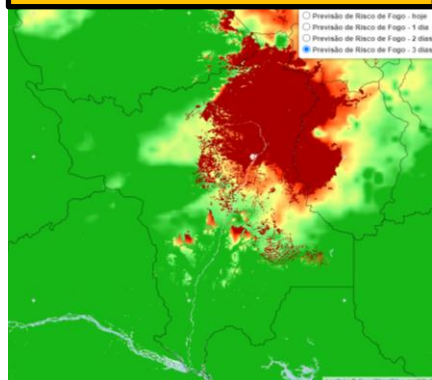 Previsão de Risco de Fogo - hoje
Previsão de Risco de Fogo - 1 dia
Previsão de Risco de Fogo - 2 dias
Previsão de Risco de Fogo - 3 dias